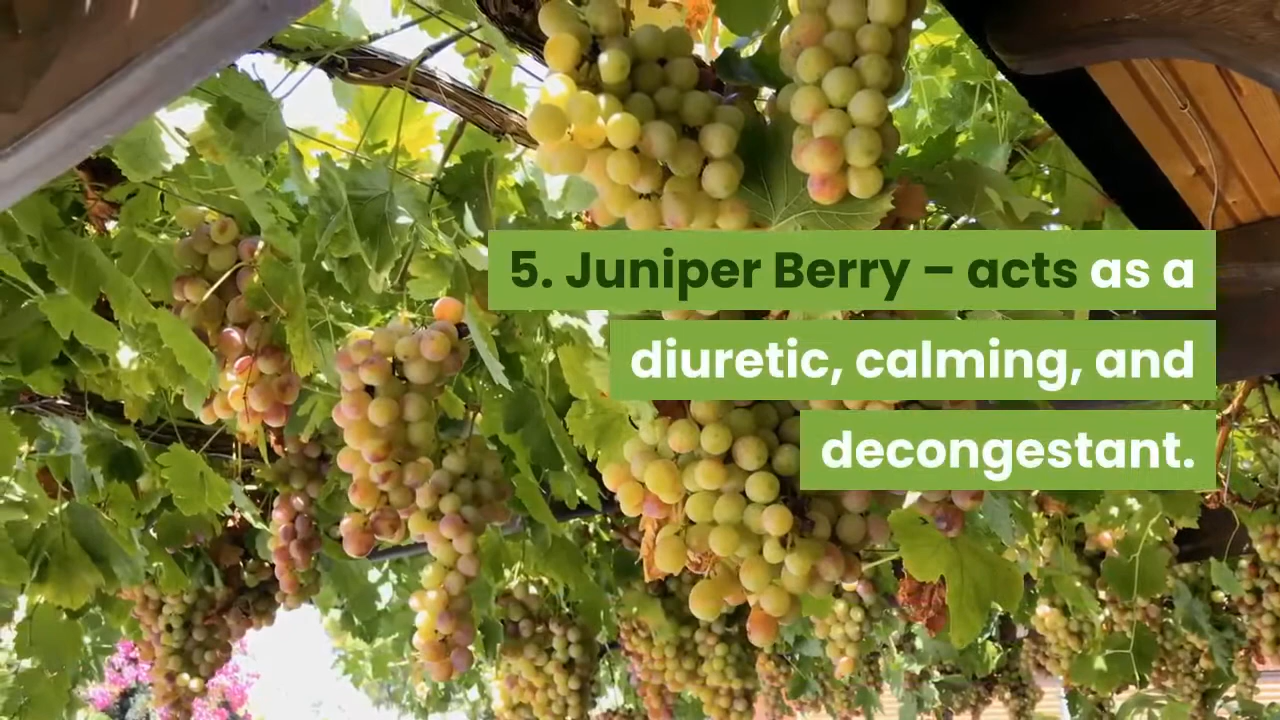 5. Juniper Berry – acts as a
diuretic, calming, and
decongestant.